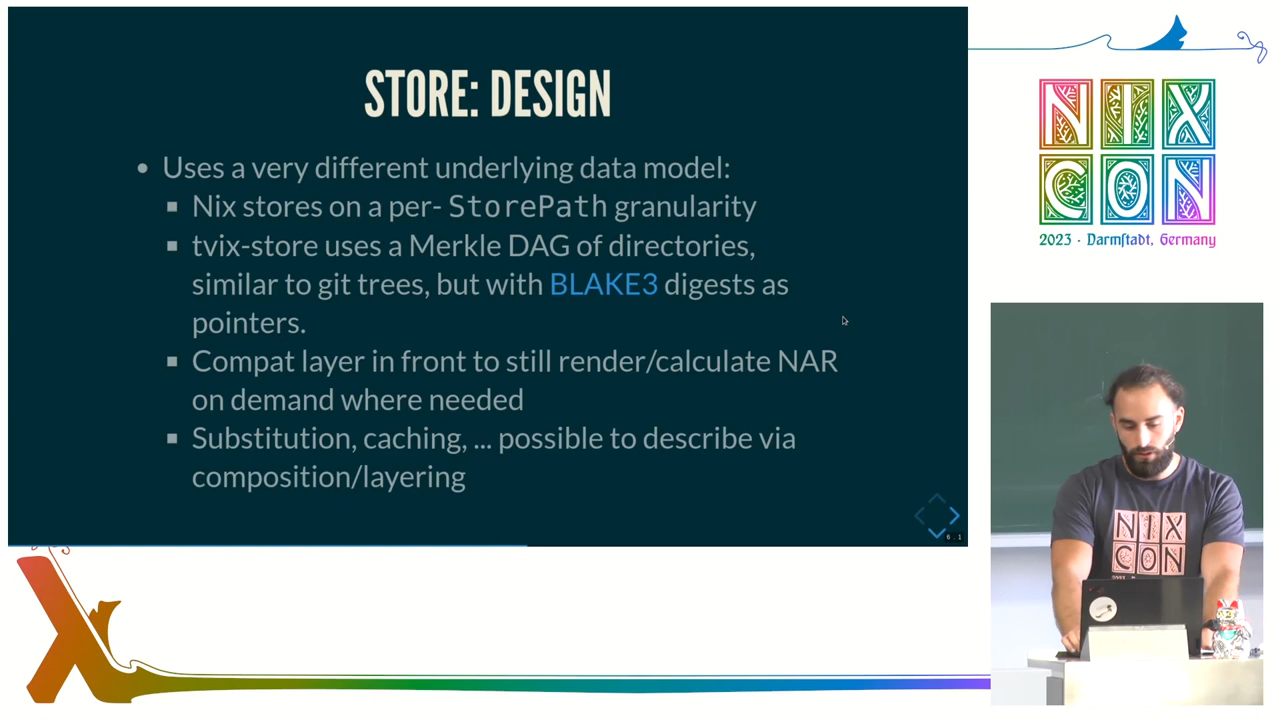 STORE: DESIGN
• Uses a very different underlying data model:
▪ Nix stores on a per- StorePath granularity
▪ tvix-store uses a Merkle DAG of directories,
similar to git trees, but with BLAKE3 digests as
pointers.
▪ Compat layer in front to still render/calculate NAR
on demand where needed
▪ Substitution, caching, ... possible to describe via
composition/layering
6.1
NIX
CON
2023 · Darmstadt, Germany
NIX
CON